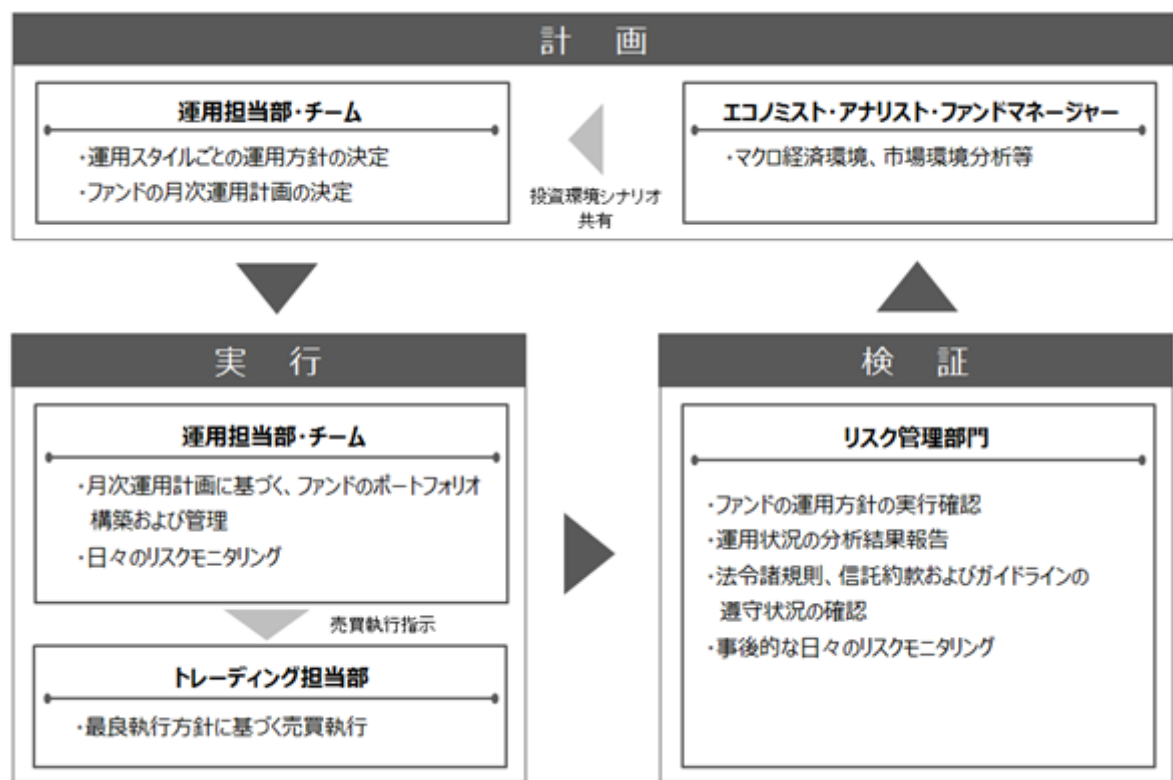 計 画
運用担当部・チーム
・運用スタイルごとの運用方針の決定
・ファンドの月次運用計画の決定
投資環境シナリオ
共有
エコノミスト・アナリスト・ファンドマネージャー
・マクロ経済環境、市場環境分析等
実 行
運用担当部・チーム
・月次運用計画に基づく、ファンドのポートフォリオ
構築および管理
・日々のリスクモニタリング
売買執行指示
トレーディング担当部
・最良執行方針に基づく売買執行
検 証
リスク管理部門
・ファンドの運用方針の実行確認
・運用状況の分析結果報告
・法令諸規則、信託約款およびガイドラインの
遵守状況の確認
・事後的な日々のリスクモニタリング